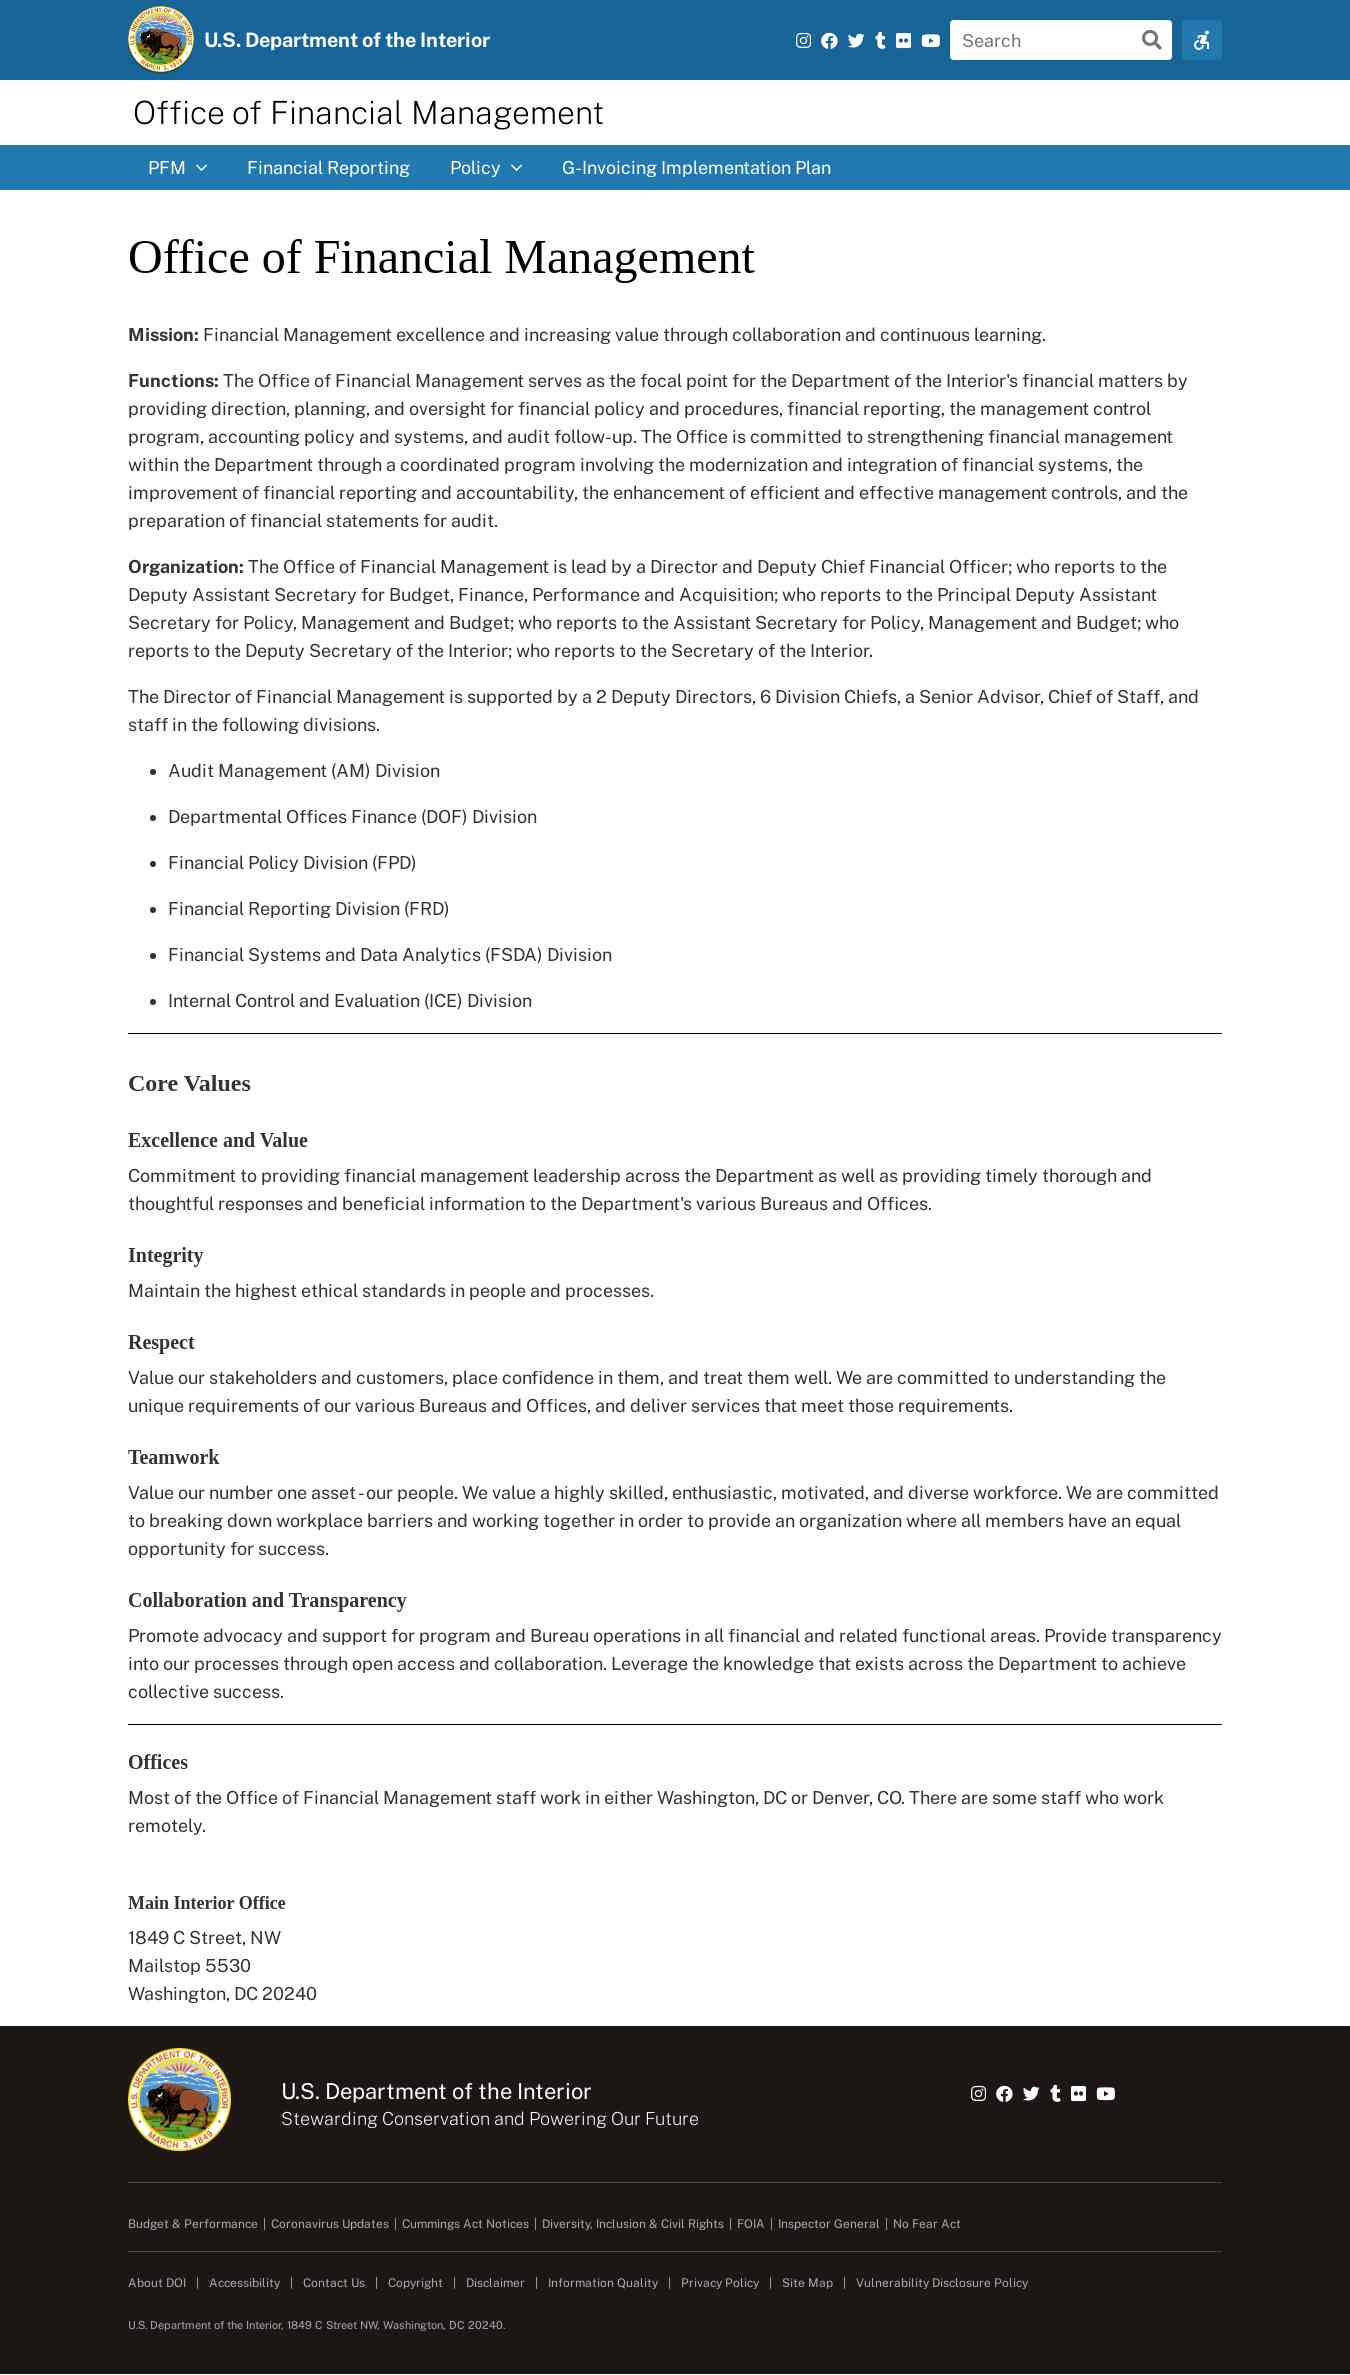 U.S. Department of the Interior
Search
Office of Financial Management
PFM Financial Reporting Policy G-Invoicing Implementation Plan
Office of Financial Management
Mission: Financial Management excellence and increasing value through collaboration and continuous learning.
Functions: The Office of Financial Management serves as the focal point for the Department of the Interior's financial matters by
providing direction, planning, and oversight for financial policy and procedures, financial reporting, the management control
program, accounting policy and systems, and audit follow-up. The Office is committed to strengthening financial management
within the Department through a coordinated program involving the modernization and integration of financial systems, the
improvement of financial reporting and accountability, the enhancement of efficient and effective management controls, and the
preparation of financial statements for audit.
Organization: The Office of Financial Management is lead by a Director and Deputy Chief Financial Officer; who reports to the
Deputy Assistant Secretary for Budget, Finance, Performance and Acquisition; who reports to the Principal Deputy Assistant
Secretary for Policy, Management and Budget; who reports to the Assistant Secretary for Policy, Management and Budget; who
reports to the Deputy Secretary of the Interior; who reports to the Secretary of the Interior.
The Director of Financial Management is supported by a 2 Deputy Directors, 6 Division Chiefs, a Senior Advisor, Chief of Staff, and
staff in the following divisions.
• Audit Management (AM) Division
• Departmental Offices Finance (DOF) Division
• Financial Policy Division (FPD)
• Financial Reporting Division (FRD)
• Financial Systems and Data Analytics (FSDA) Division
• Internal Control and Evaluation (ICE) Division
Core Values
Excellence and Value
Commitment to providing financial management leadership across the Department as well as providing timely thorough and
thoughtful responses and beneficial information to the Department's various Bureaus and Offices.
Integrity
Maintain the highest ethical standards in people and processes.
Respect
Value our stakeholders and customers, place confidence in them, and treat them well. We are committed to understanding the
unique requirements of our various Bureaus and Offices, and deliver services that meet those requirements.
Teamwork
Value our number one asset - our people. We value a highly skilled, enthusiastic, motivated, and diverse workforce. We are committed
to breaking down workplace barriers and working together in order to provide an organization where all members have an equal
opportunity for success.
Collaboration and Transparency
Promote advocacy and support for program and Bureau operations in all financial and related functional areas. Provide transparency
into our processes through open access and collaboration. Leverage the knowledge that exists across the Department to achieve
collective success.
Offices
Most of the Office of Financial Management staff work in either Washington, DC or Denver, CO. There are some staff who work
remotely.
Main Interior Office
1849 C Street, NW
Mailstop 5530
Washington, DC 20240
U.S. DEPARTMENT OF THE INTERIOR
MARCH 3, 1849
U.S. Department of the Interior
Stewarding Conservation and Powering Our Future
Budget & Performance | Coronavirus Updates | Cummings Act Notices | Diversity, Inclusion & Civil Rights | FOIA | Inspector General | No Fear Act
About DOI | Accessibility | Contact Us | Copyright | Disclaimer | Information Quality | Privacy Policy | Site Map | Vulnerability Disclosure Policy
U.S. Department of the Interior, 1849 C Street NW, Washington, DC 20240.